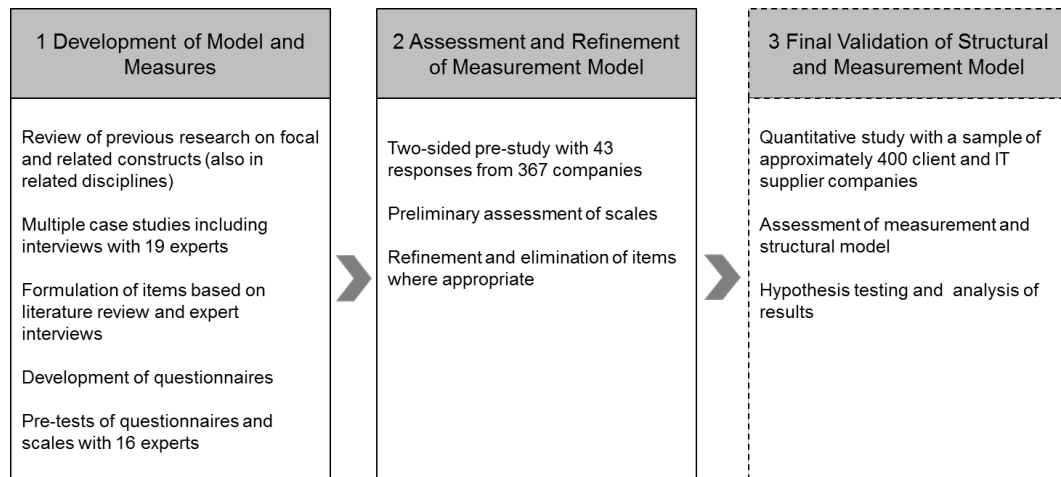 1 Development of Model and
Measures
Review of previous research on focal
and related constructs (also in
related disciplines)
Multiple case studies including
interviews with 19 experts
Formulation of items based on
literature review and expert
interviews
Development of questionnaires
Pre-tests of questionnaires and
scales with 16 experts
2 Assessment and Refinement
of Measurement Model
Two-sided pre-study with 43
responses from 367 companies
Preliminary assessment of scales
Refinement and elimination of items
where appropriate
3 Final Validation of Structural
and Measurement Model
Quantitative study with a sample of
approximately 400 client and IT
supplier companies
Assessment of measurement and
structural model
Hypothesis testing and analysis of
results